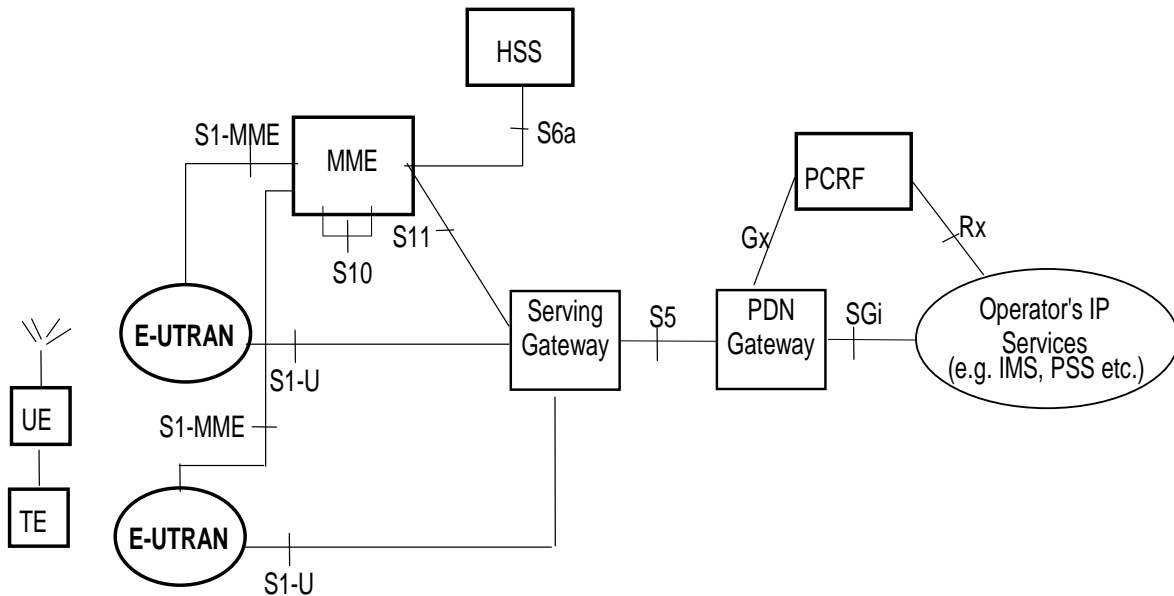 HSS
S1-MME
S6a
MME
PCRF
S11
Gx
Rx
S10
E-UTRAN
S1-U
Serving
Gateway
S5
PDN
Gateway
SGi
Operator's IP
Services
(e.g. IMS, PSS etc.)
UE
S1-MME
TE
E-UTRAN
S1-U